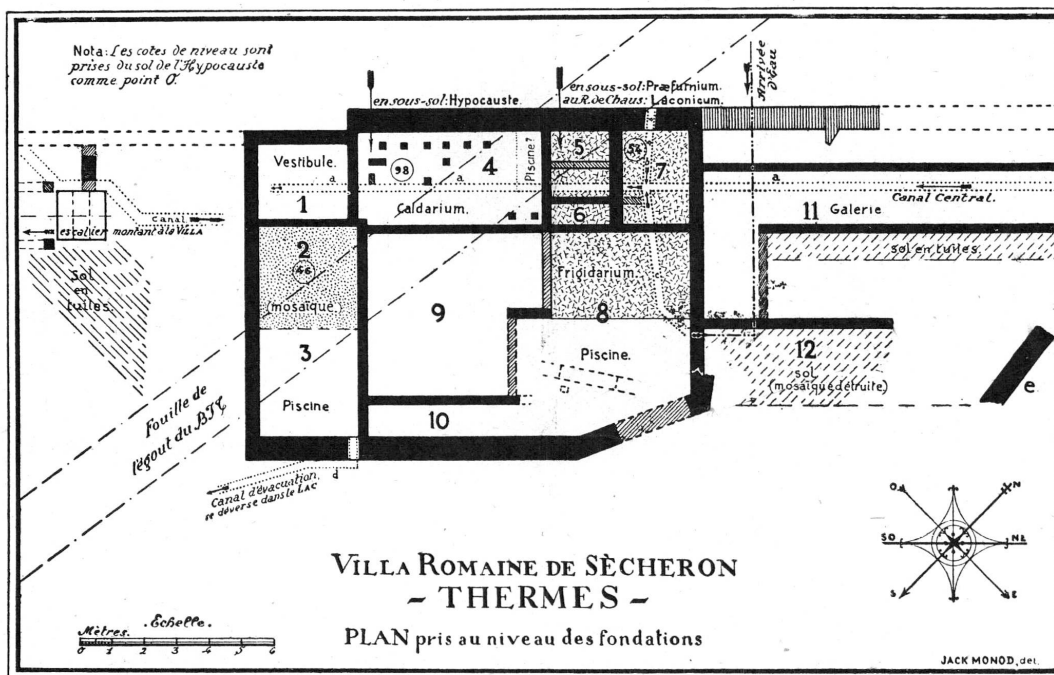 Nota: Les cotes de niveau sont
prises du sol de l'Hypocauste
comme point O.
en sous-sol: Hypocauste.
en sous-sol: Præfurnium.
au R. de Chaus: Laconicum.
Arrivée
d'Eau
Vestibule.
1
a
98
4
a
Caldarium.
Piscine?
5
6
54
7
a
Canal Central.
11 Galerie
sol en tuiles.
Canal
escalier montant à la VILLA
Sol
en
tuiles.
2
46
(mosaïque)
3
Piscine
9
Frigidarium.
8
Piscine.
10
12
sol
(mosaïque détruite)
e
Fouille de
l'égout du BIT
d
Canal d'évacuation,
se déverse dans le LAC
O
N
SO
NE
S
E
VILLA ROMAINE DE SÈCHERON
- THERMES -
PLAN pris au niveau des fondations
. Echelle .
Mètres.
0 1 2 3 4 5 6
JACK MONOD, del.